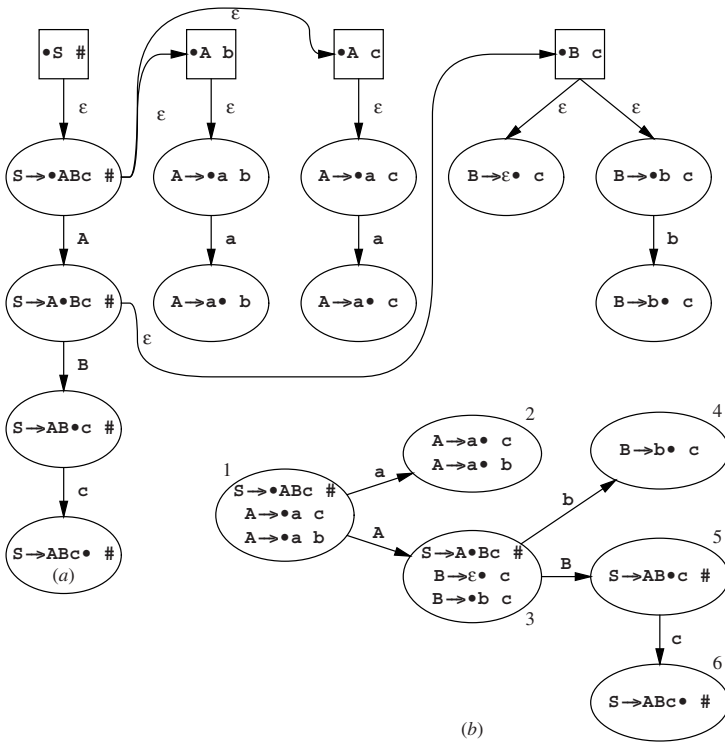 ε
•S #
•A b
•A c
•B c
ε
ε
ε
ε
ε
ε
S→•ABc #
A→•a b
A→•a c
B→ε• c
B→•b c
A
a
a
b
S→A•Bc #
A→a• b
A→a• c
B→b• c
ε
B
S→AB•c #
c
S→ABc• #
(a)
1
S→•ABc #
A→•a c
A→•a b
a
2
A→a• c
A→a• b
A
S→A•Bc #
B→ε• c
B→•b c
3
b
4
B→b• c
B
5
S→AB•c #
c
6
S→ABc• #
(b)